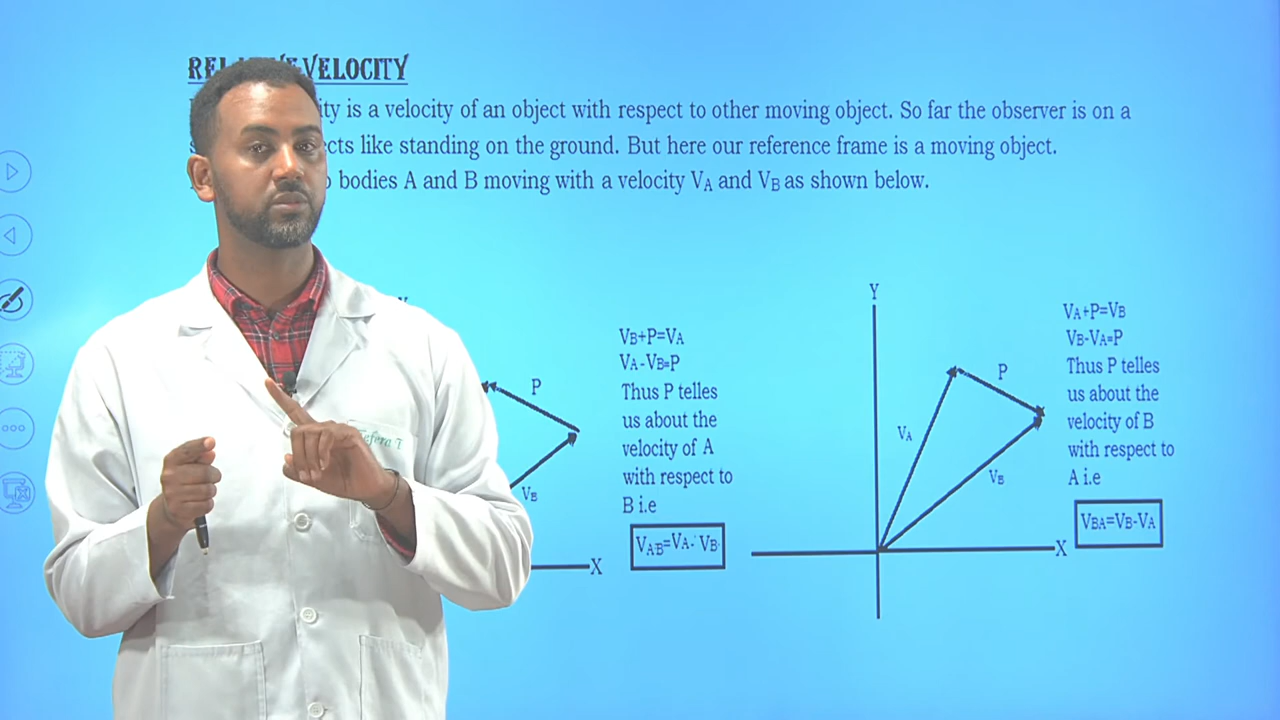 VELOCITY
is a velocity of an object with respect to other moving object. So far the observer is on a
like standing on the ground. But here our reference frame is a moving object.
bodies A and B moving with a velocity VA and VB as shown below.
VB+P=VA
VA-VB=P
Thus P telles
us about the
velocity of A
with respect to
B i.e
VAB=VA-VB
P
VB
X
Y
VA
P
VB
X
VA+P=VB
VB-VA=P
Thus P telles
us about the
velocity of B
with respect to
A i.e
VBA=VB-VA